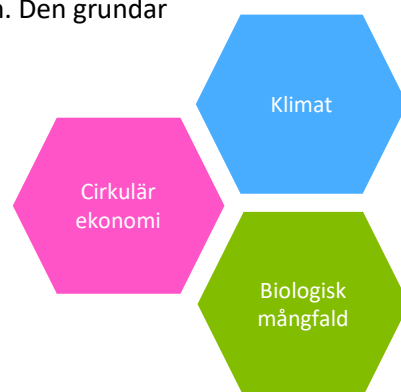 . Den grundar
Klimat
Cirkulär
ekonomi
Biologisk
mångfald